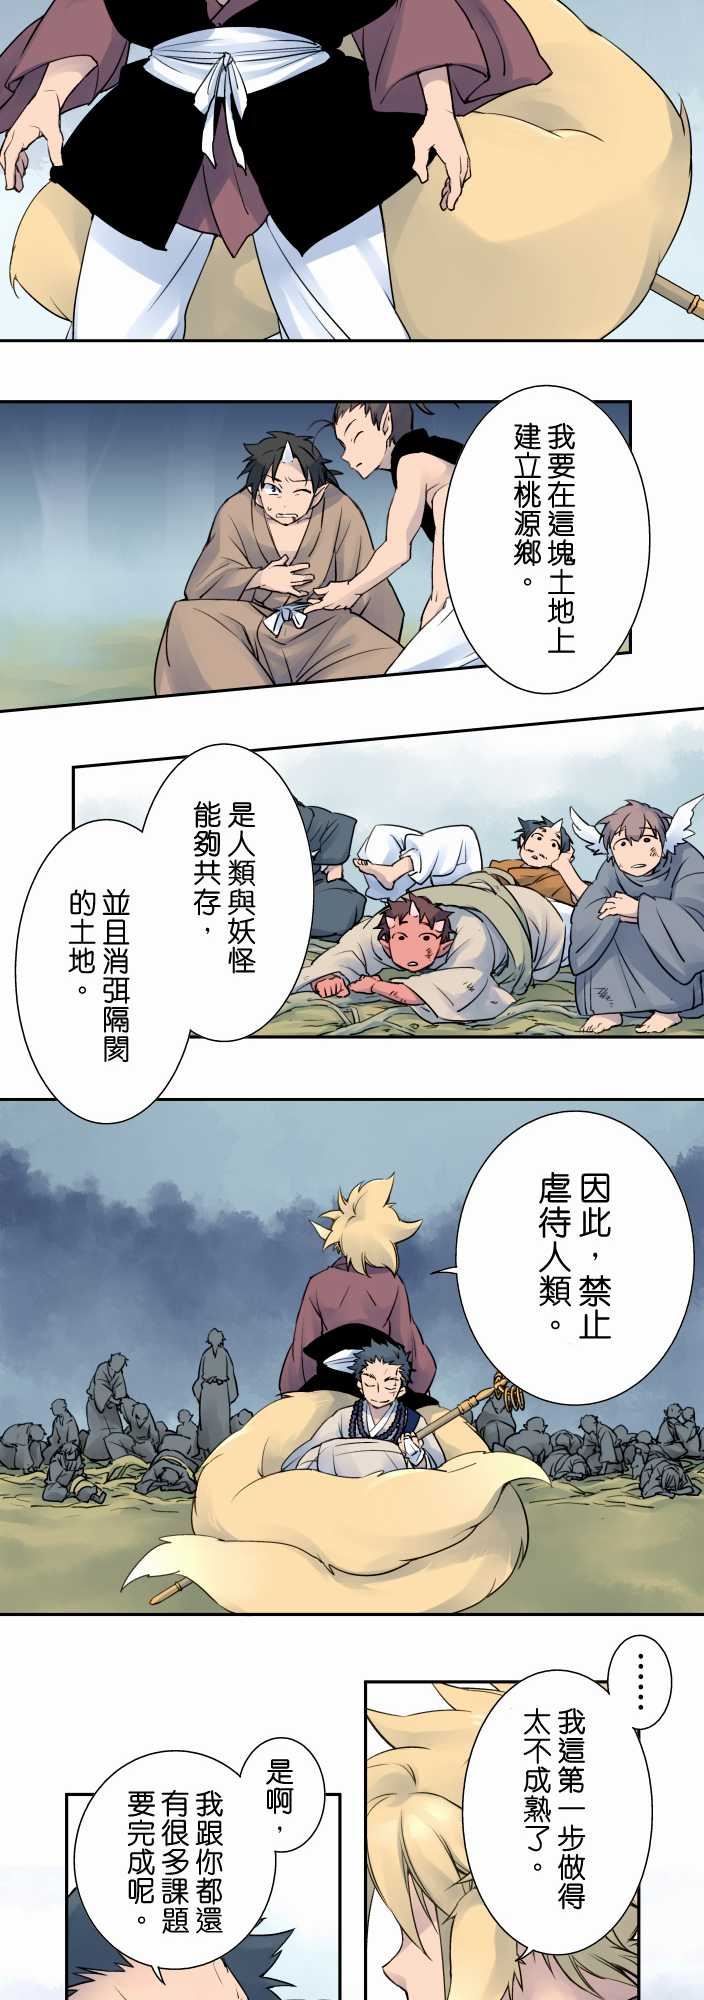 我要在這塊土地上
建立桃源鄉。
是人類與妖怪
能夠共存，
並且消弭隔閡
的土地。
因此，禁止
虐待人類。
……
我這第一步做得
太不成熟了。
是啊，
我跟你都還
有很多課題
要完成呢。